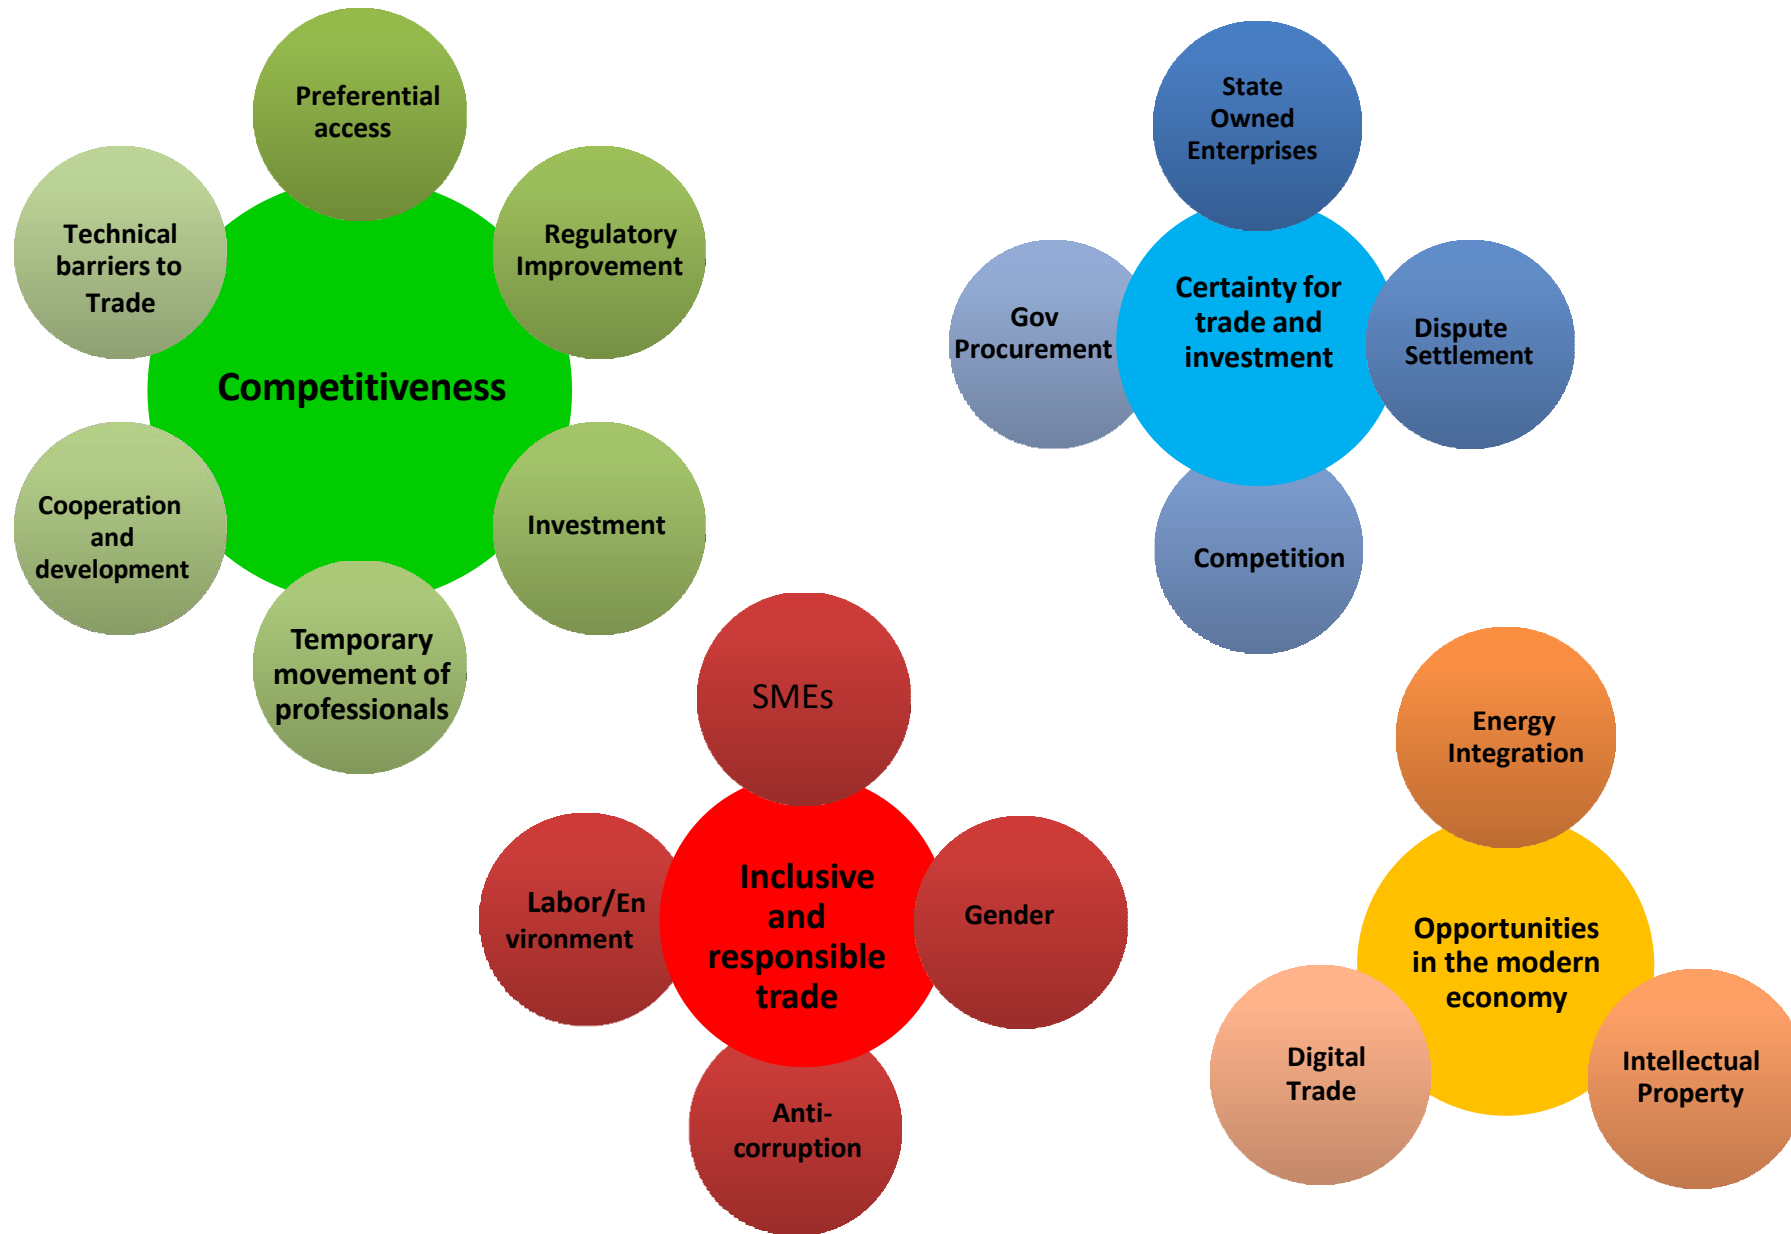 Preferential
access
Technical
barriers to
Trade
Regulatory
Improvement
Competitiveness
Cooperation
and
development
Investment
Temporary
movement of
professionals
State
Owned
Enterprises
Gov
Procurement
Certainty for
trade and
investment
Dispute
Settlement
Competition
SMEs
Labor/En
vironment
Inclusive
and
responsible
trade
Gender
Anti-
corruption
Energy
Integration
Opportunities
in the modern
economy
Digital
Trade
Intellectual
Property